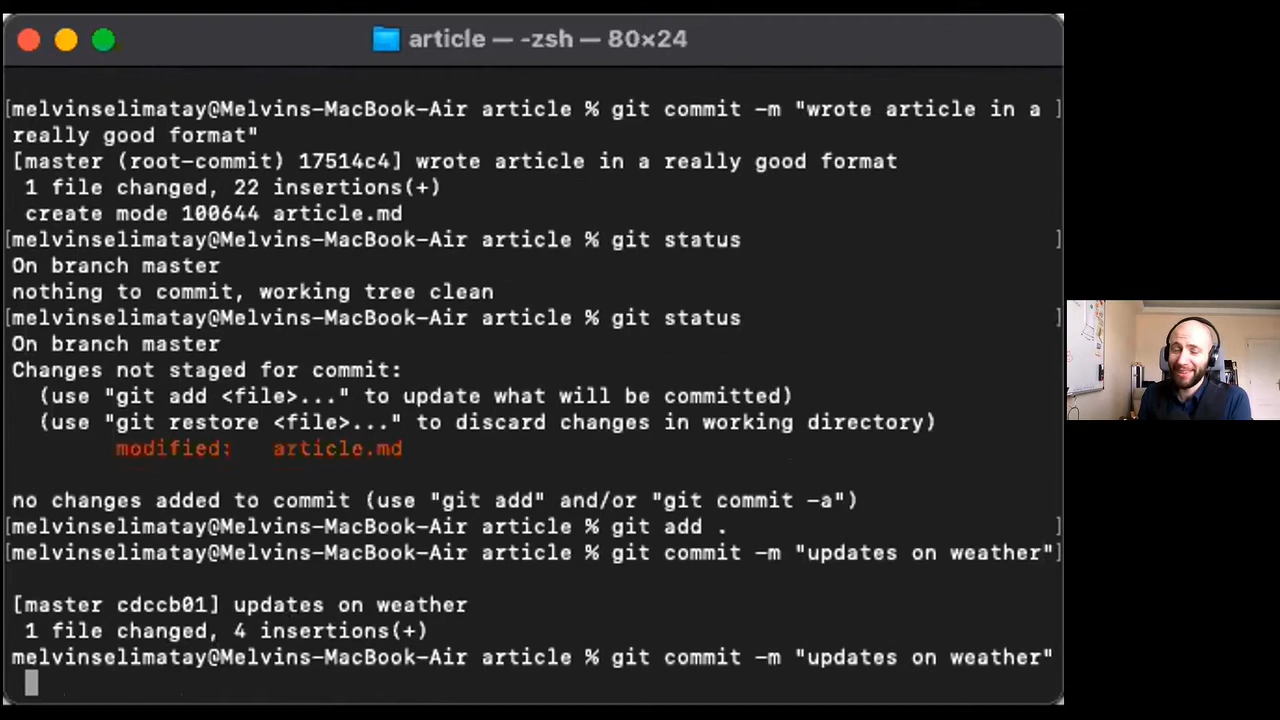 article — -zsh — 80×24
[melvinselimatay@Melvins-MacBook-Air article % git commit -m "wrote article in a ]
really good format"
[master (root-commit) 17514c4] wrote article in a really good format
 1 file changed, 22 insertions(+)
 create mode 100644 article.md
[melvinselimatay@Melvins-MacBook-Air article % git status ]
On branch master
nothing to commit, working tree clean
[melvinselimatay@Melvins-MacBook-Air article % git status ]
On branch master
Changes not staged for commit:
  (use "git add <file>..." to update what will be committed)
  (use "git restore <file>..." to discard changes in working directory)
        modified:   article.md
no changes added to commit (use "git add" and/or "git commit -a")
[melvinselimatay@Melvins-MacBook-Air article % git add . ]
[melvinselimatay@Melvins-MacBook-Air article % git commit -m "updates on weather"]
[master cdccb01] updates on weather
 1 file changed, 4 insertions(+)
melvinselimatay@Melvins-MacBook-Air article % git commit -m "updates on weather"